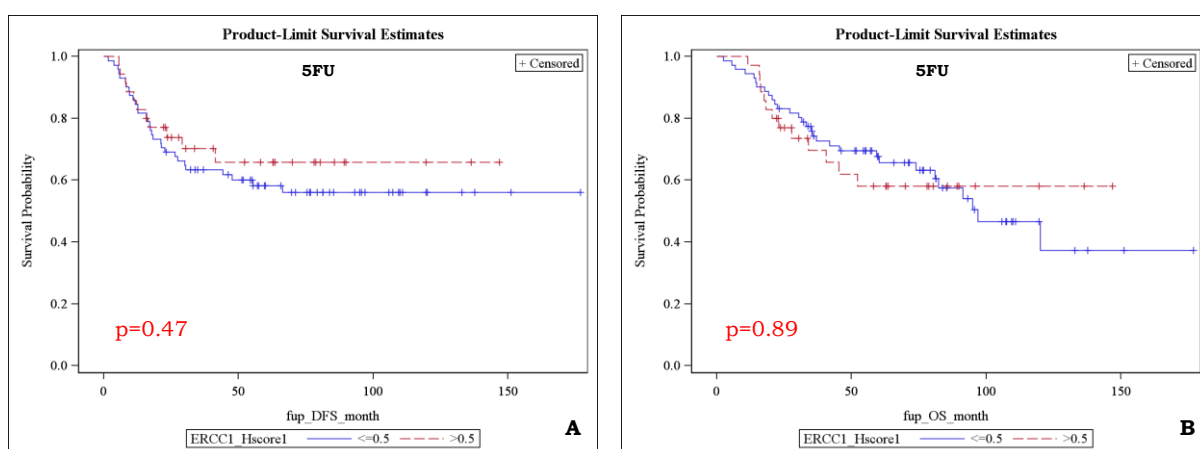 Product-Limit Survival Estimates
5FU
+ Censored
1.0
0.8
0.6
0.4
0.2
0.0
Survival Probability
p=0.47
0 50 100 150
fup_DFS_month
ERCC1_Hscore1 <=0.5 >0.5
A
Product-Limit Survival Estimates
5FU
+ Censored
1.0
0.8
0.6
0.4
0.2
0.0
Survival Probability
p=0.89
0 50 100 150
fup_OS_month
ERCC1_Hscore1 <=0.5 >0.5
B